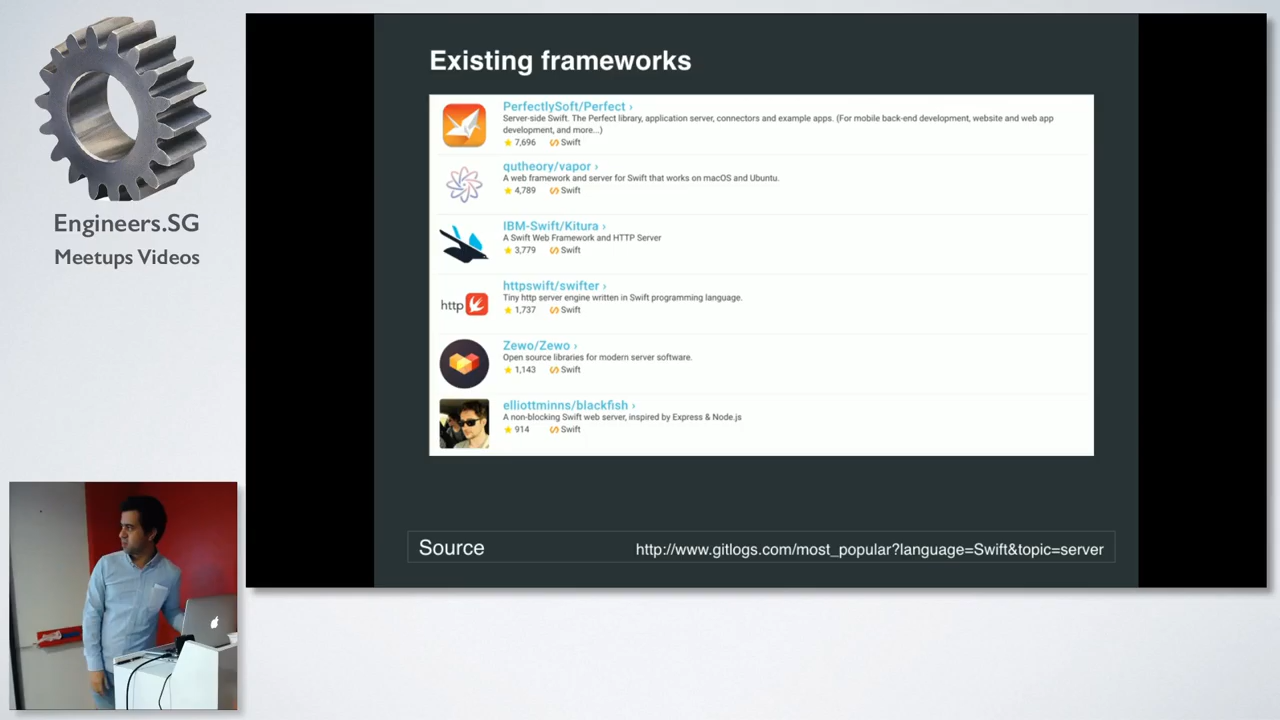 Engineers.SG
Meetups Videos
Existing frameworks
PerfectlySoft/Perfect ›
Server-side Swift. The Perfect library, application server, connectors and example apps. (For mobile back-end development, website and web app
development, and more...)
7,696 Swift
qutheory/vapor ›
A web framework and server for Swift that works on macOS and Ubuntu.
4,789 Swift
IBM-Swift/Kitura ›
A Swift Web Framework and HTTP Server
3,779 Swift
httpswift/swifter ›
Tiny http server engine written in Swift programming language.
http
1,737 Swift
Zewo/Zewo ›
Open source libraries for modern server software.
1,143 Swift
elliottminns/blackfish ›
A non-blocking Swift web server, inspired by Express & Node.js
914 Swift
Source http://www.gitlogs.com/most_popular?language=Swift&topic=server